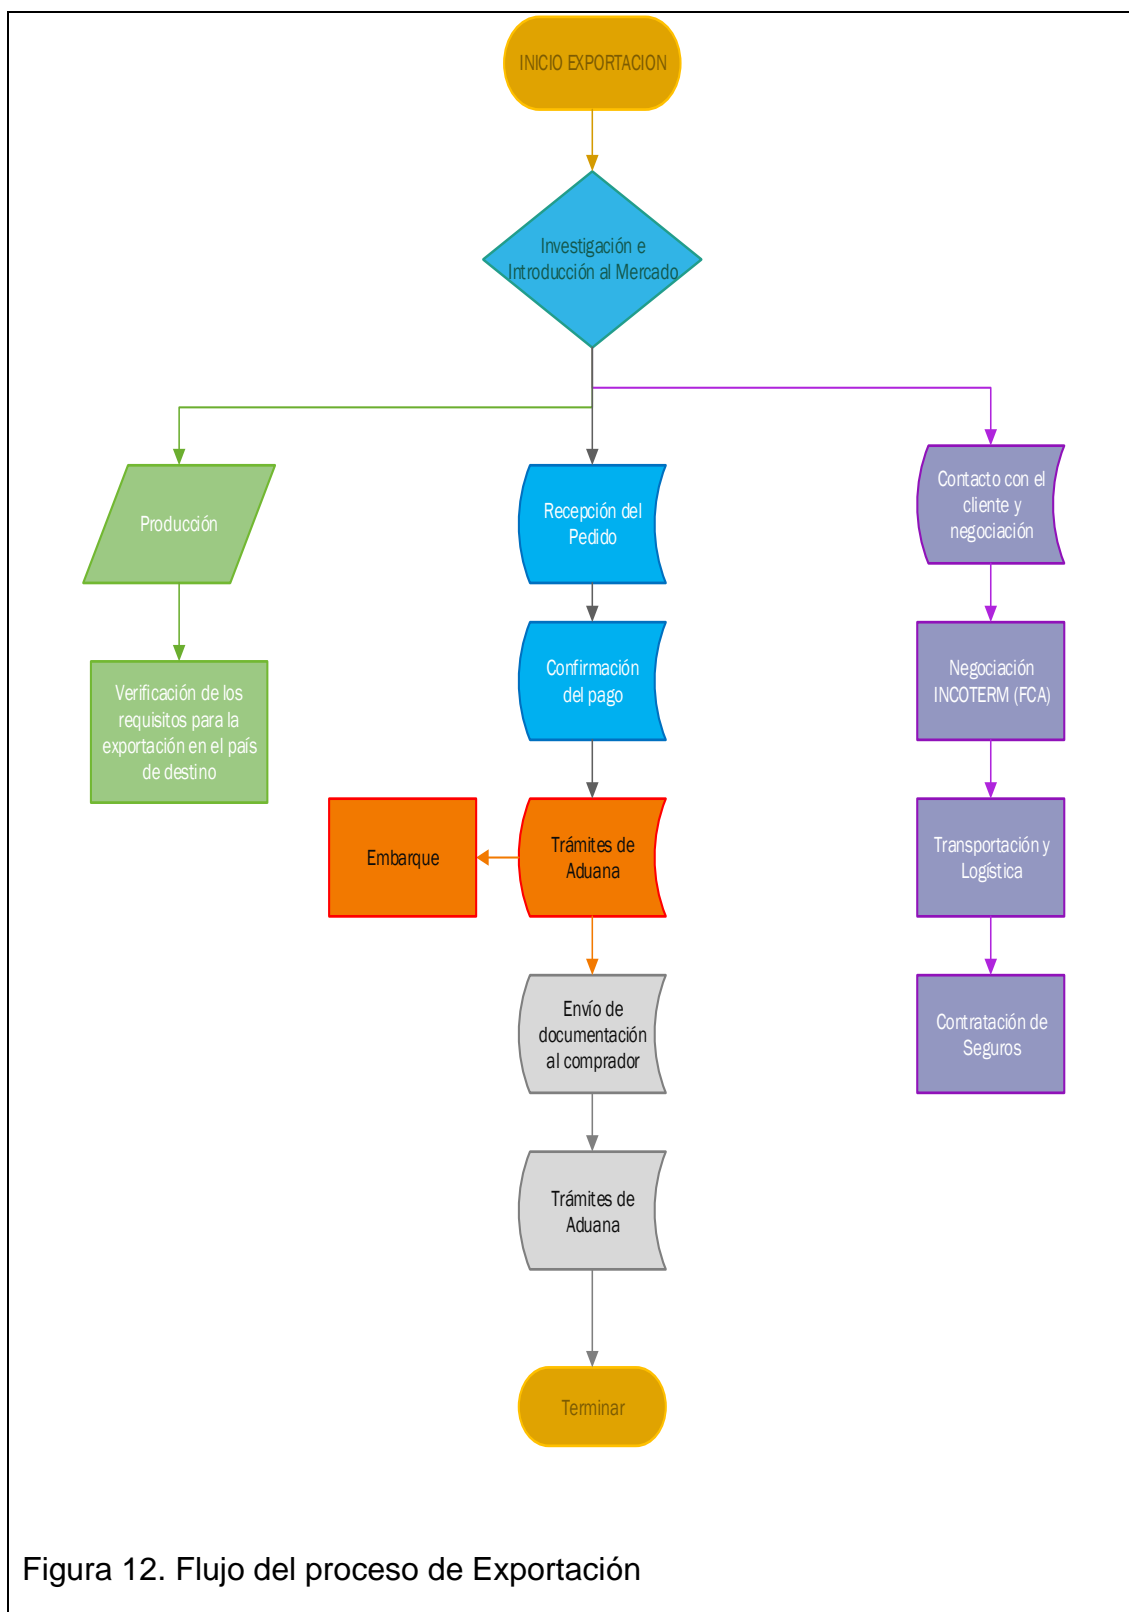 INICIO EXPORTACION
Investigación e
Introducción al Mercado
Producción
Verificación de los
requisitos para la
exportación en el país
de destino
Recepción del
Pedido
Confirmación
del pago
Embarque
Trámites de
Aduana
Envío de
documentación
al comprador
Trámites de
Aduana
Terminar
Contacto con el
cliente y
negociación
Negociación
INCOTERM (FCA)
Transportación y
Logística
Contratación de
Seguros
Figura 12. Flujo del proceso de Exportación